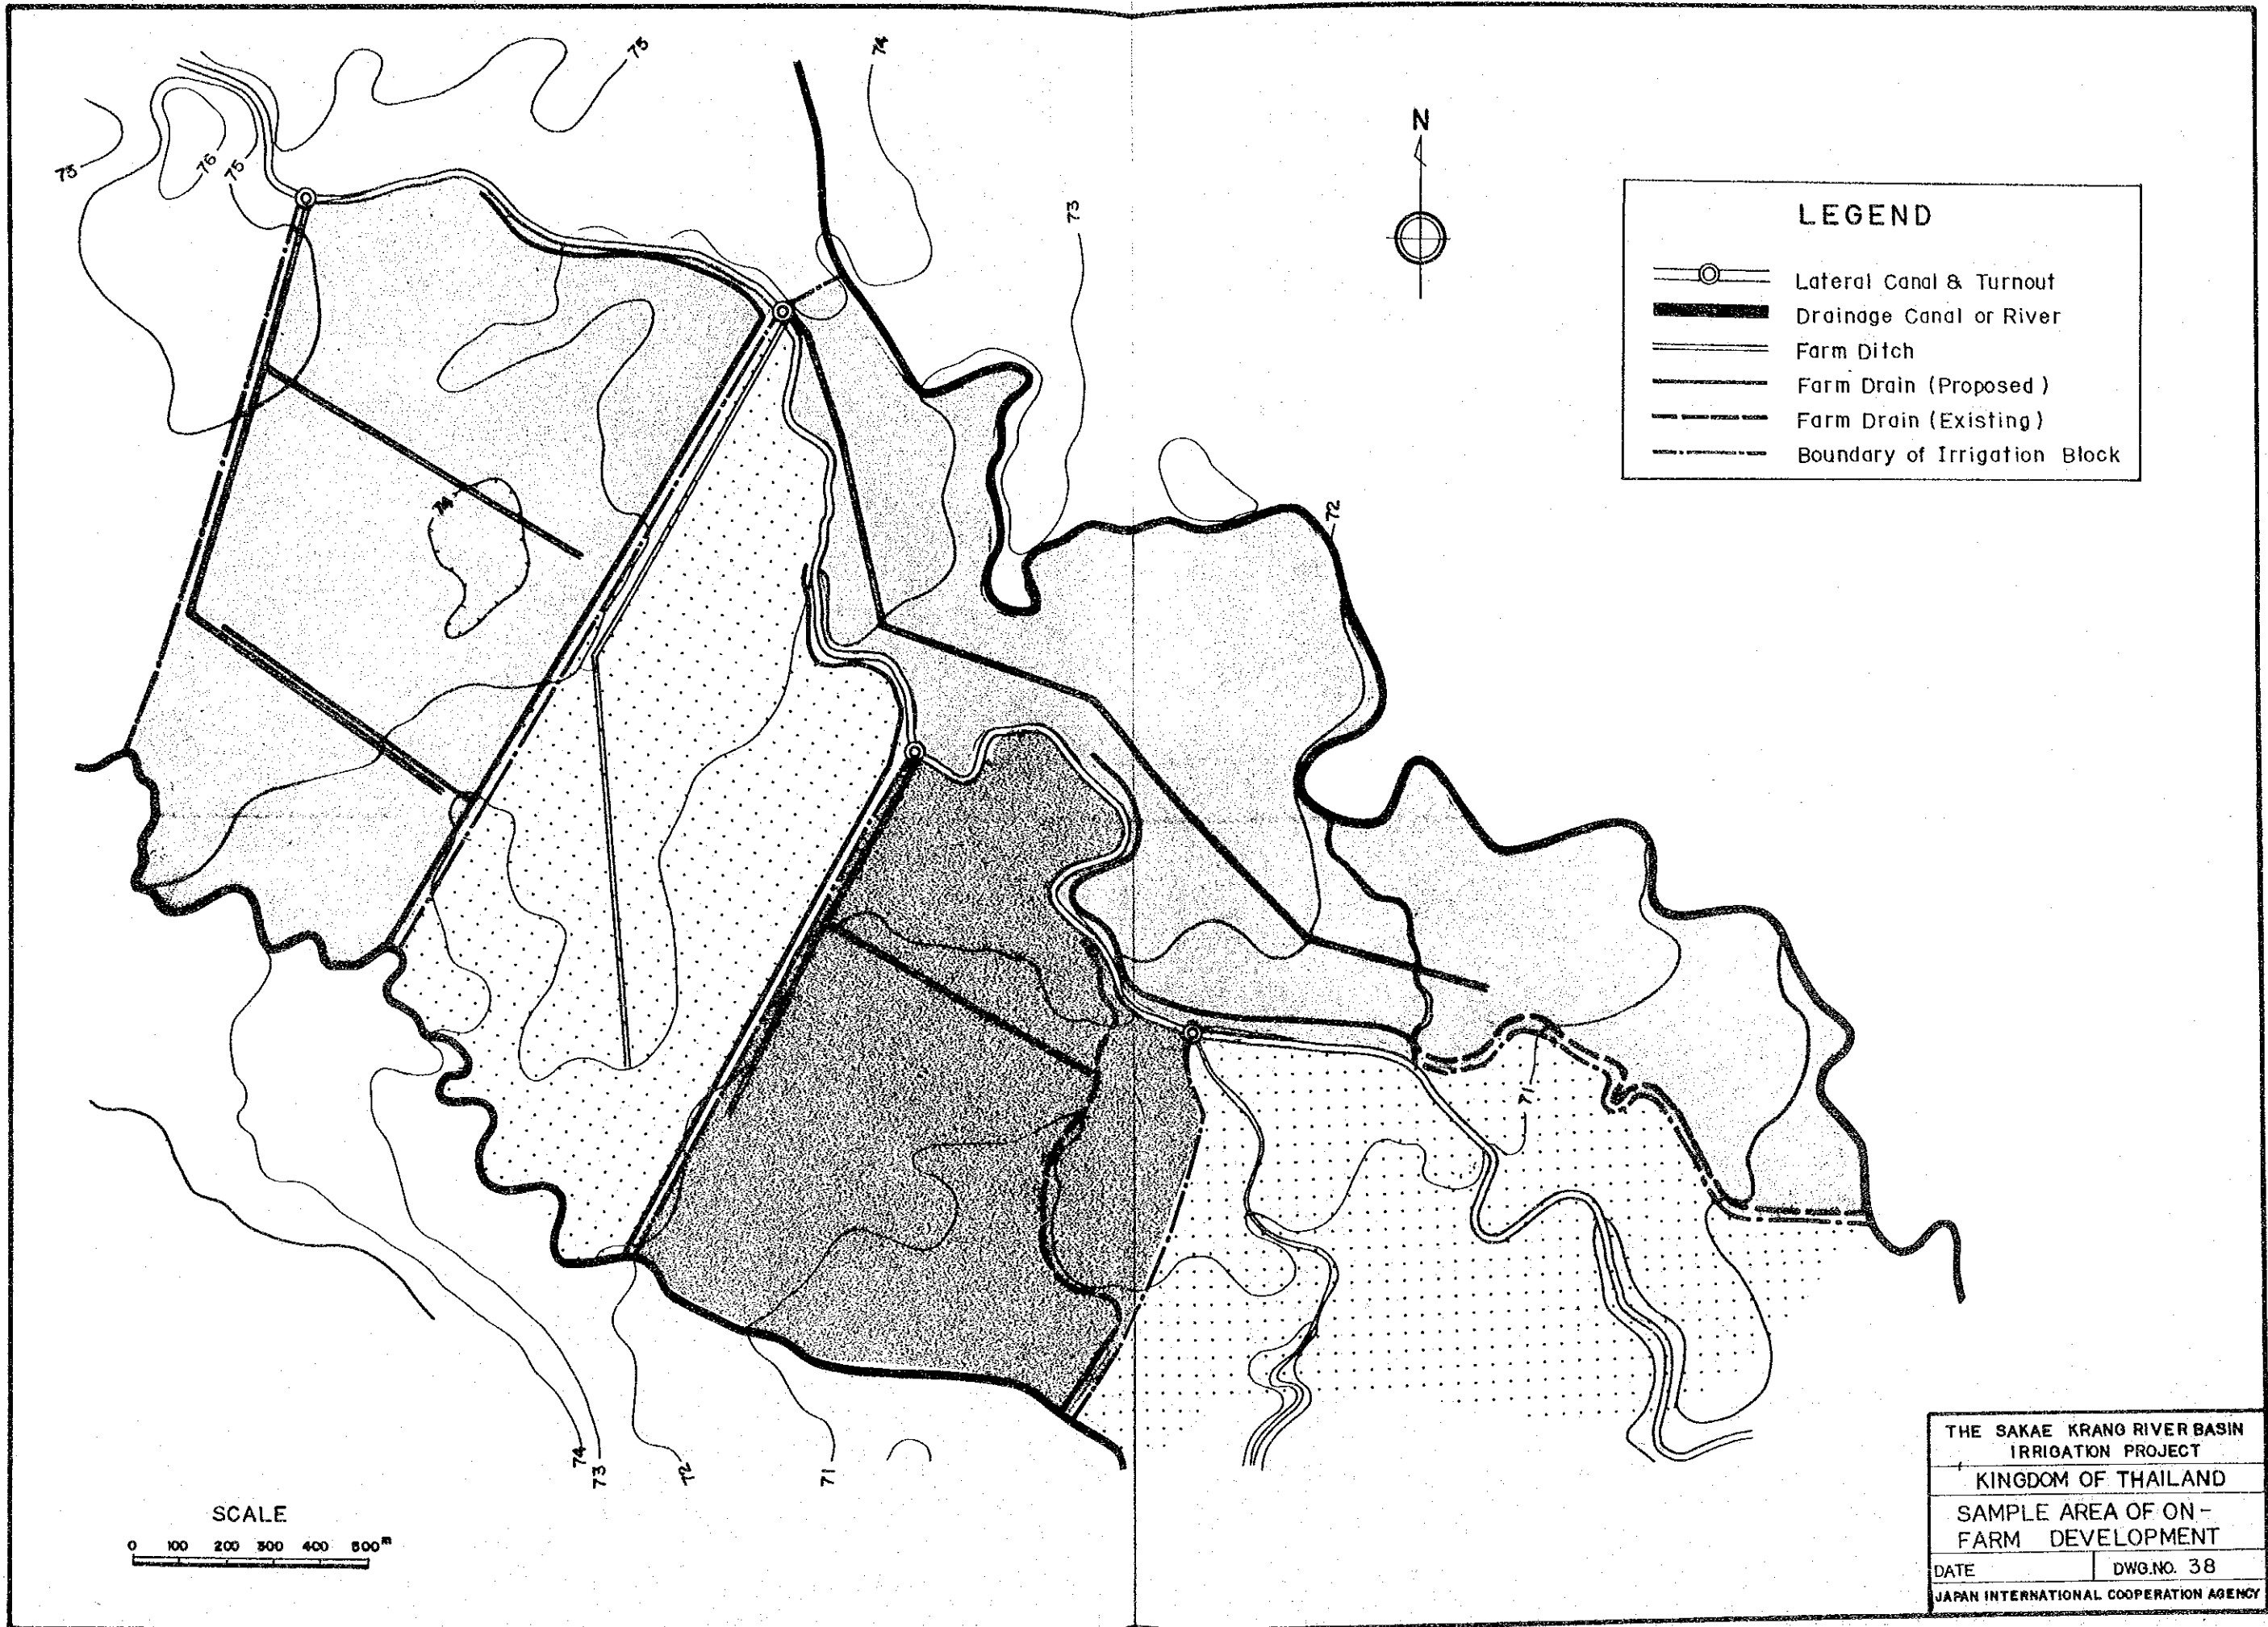 75
74
73
76
75
73
N
LEGEND
Lateral Canal & Turnout
Drainage Canal or River
Farm Ditch
Farm Drain (Proposed)
Farm Drain (Existing)
Boundary of Irrigation Block
74
72
71
74
73
72
71
SCALE
0 100 200 300 400 500m
THE SAKAE KRANG RIVER BASIN
IRRIGATION PROJECT
KINGDOM OF THAILAND
SAMPLE AREA OF ON-
FARM DEVELOPMENT
DATE
DWG.NO. 38
JAPAN INTERNATIONAL COOPERATION AGENCY